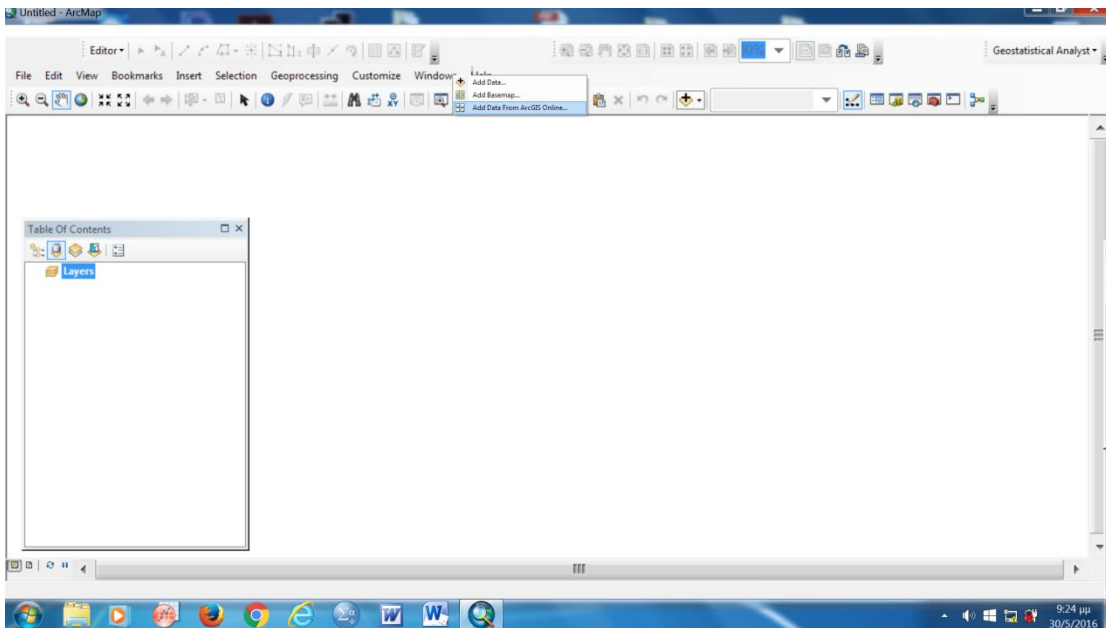 Untitled - ArcMap
Editor
Geostatistical Analyst
File Edit View Bookmarks Insert Selection Geoprocessing Customize Windows Help
Add Data...
Add Basemap...
Add Data From ArcGIS Online...
Table Of Contents
Layers
9:24 μμ
30/5/2016